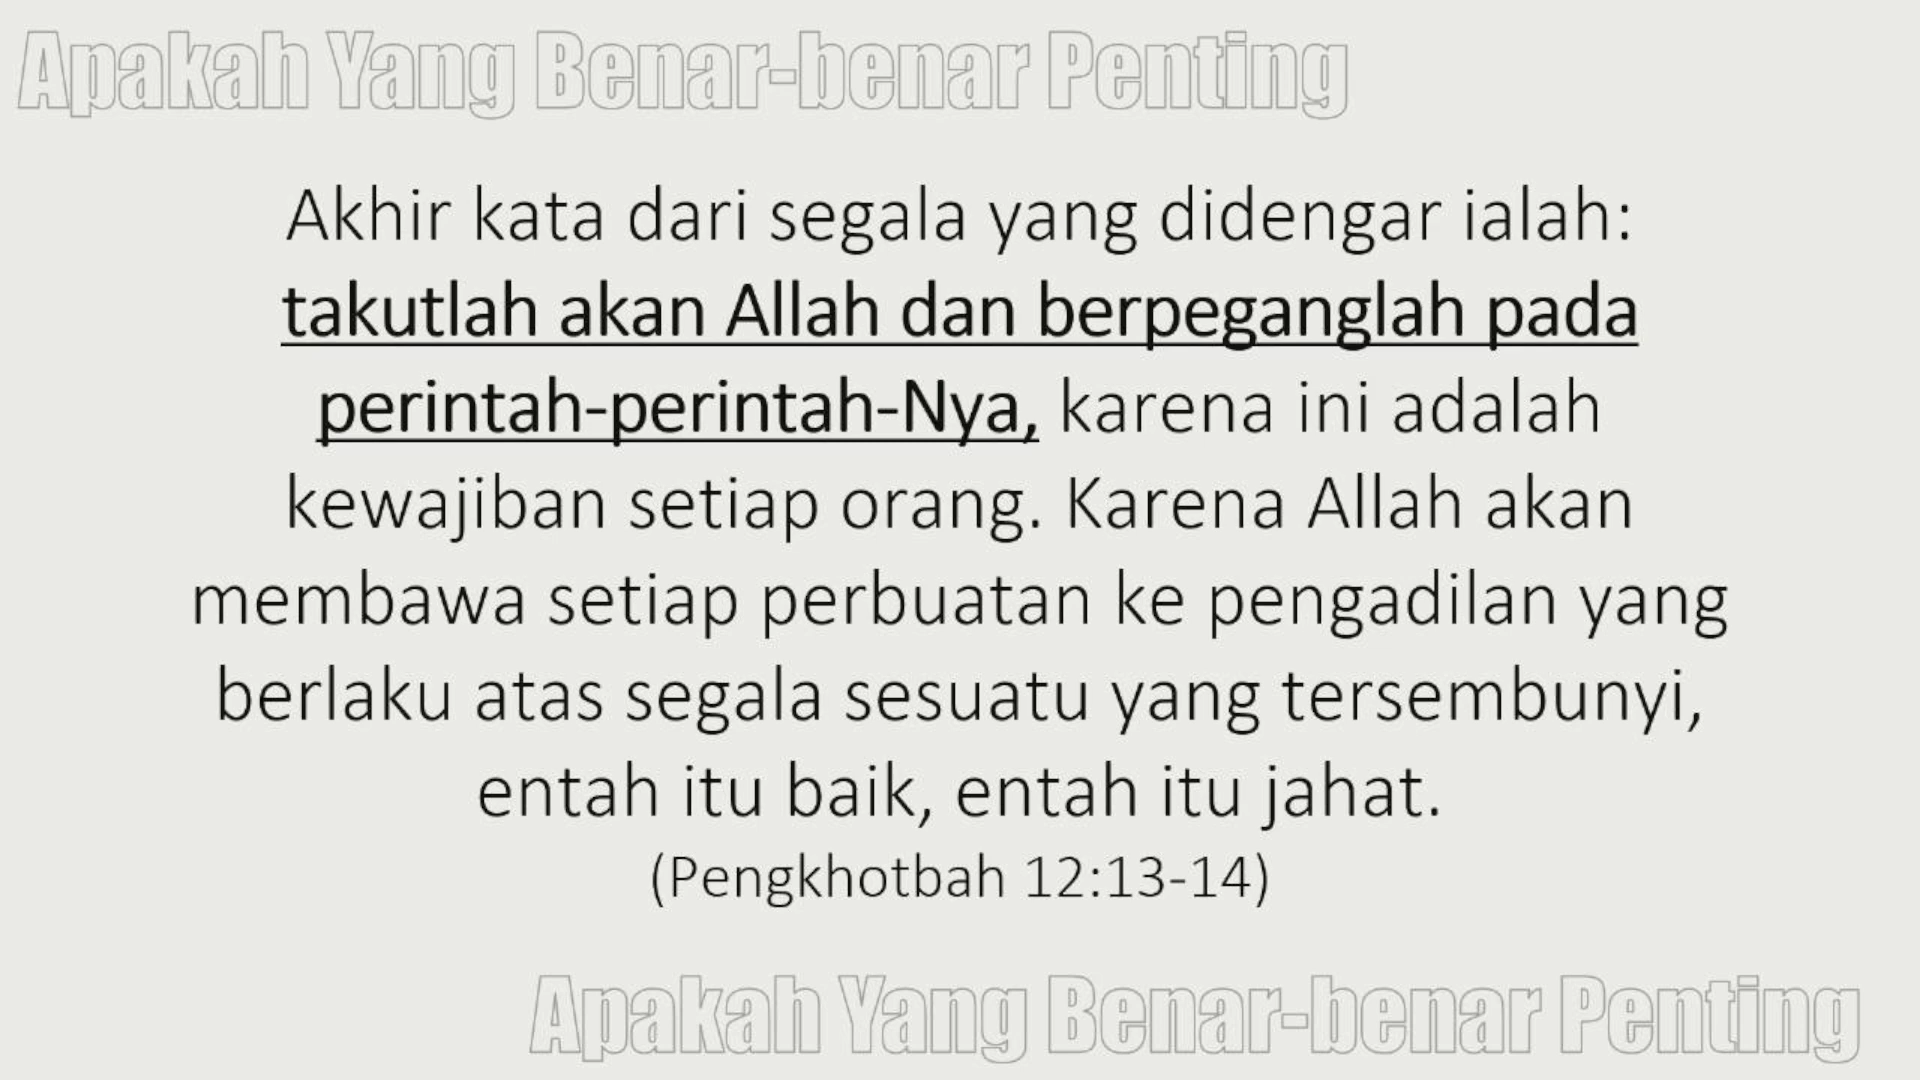 Apakah Yang Benar-benar Penting
Akhir kata dari segala yang didengar ialah:
takutlah akan Allah dan berpeganglah pada
perintah-perintah-Nya, karena ini adalah
kewajiban setiap orang. Karena Allah akan
membawa setiap perbuatan ke pengadilan yang
berlaku atas segala sesuatu yang tersembunyi,
entah itu baik, entah itu jahat.
(Pengkhotbah 12:13-14)
Apakah Yang Benar-benar Penting